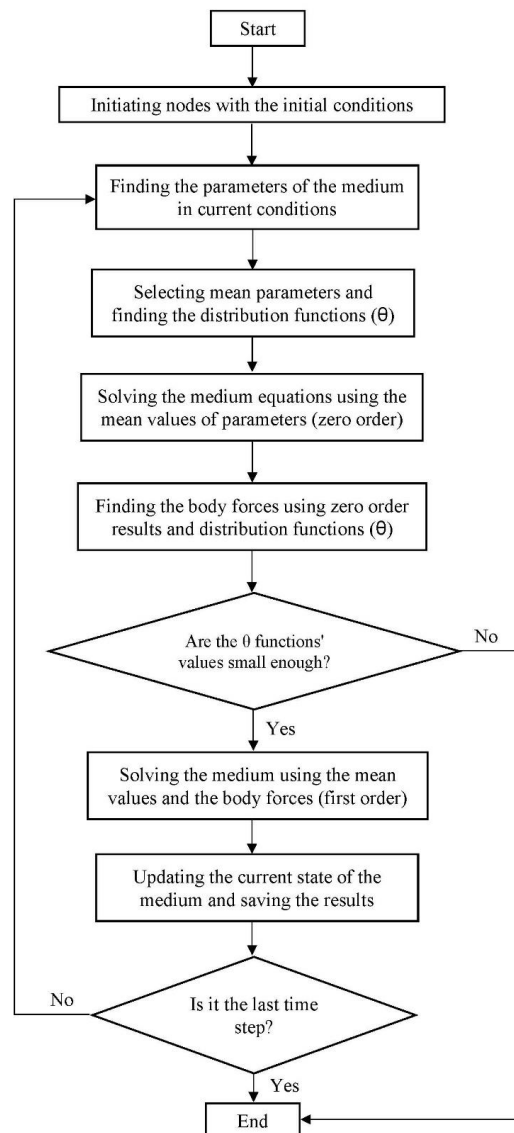 Start
Initiating nodes with the initial conditions
Finding the parameters of the medium
in current conditions
Selecting mean parameters and
finding the distribution functions (θ)
Solving the medium equations using the
mean values of parameters (zero order)
Finding the body forces using zero order
results and distribution functions (θ)
Are the θ functions'
values small enough?
No
Yes
Solving the medium using the mean
values and the body forces (first order)
Updating the current state of the
medium and saving the results
No
Is it the last time
step?
Yes
End